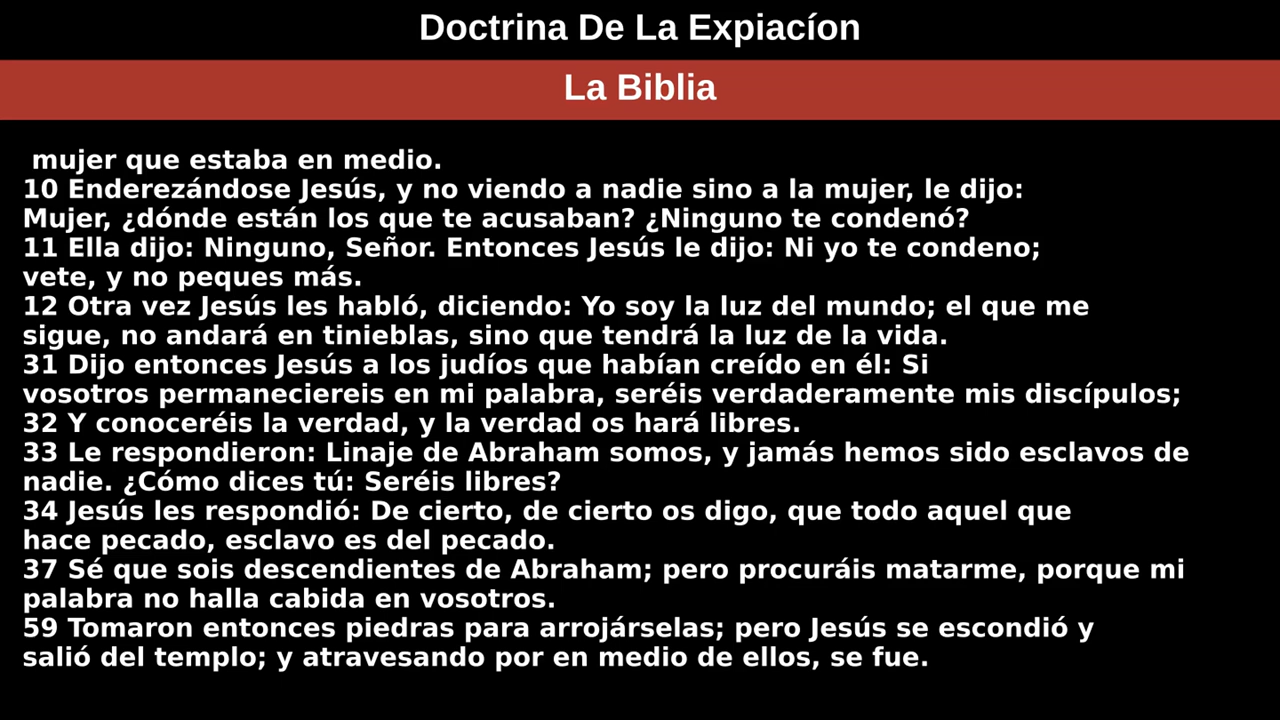 Doctrina De La Expiacíon
La Biblia
mujer que estaba en medio.
10 Enderezándose Jesús, y no viendo a nadie sino a la mujer, le dijo:
Mujer, ¿dónde están los que te acusaban? ¿Ninguno te condenó?
11 Ella dijo: Ninguno, Señor. Entonces Jesús le dijo: Ni yo te condeno;
vete, y no peques más.
12 Otra vez Jesús les habló, diciendo: Yo soy la luz del mundo; el que me
sigue, no andará en tinieblas, sino que tendrá la luz de la vida.
31 Dijo entonces Jesús a los judíos que habían creído en él: Si
vosotros permaneciereis en mi palabra, seréis verdaderamente mis discípulos;
32 Y conoceréis la verdad, y la verdad os hará libres.
33 Le respondieron: Linaje de Abraham somos, y jamás hemos sido esclavos de
nadie. ¿Cómo dices tú: Seréis libres?
34 Jesús les respondió: De cierto, de cierto os digo, que todo aquel que
hace pecado, esclavo es del pecado.
37 Sé que sois descendientes de Abraham; pero procuráis matarme, porque mi
palabra no halla cabida en vosotros.
59 Tomaron entonces piedras para arrojárselas; pero Jesús se escondió y
salió del templo; y atravesando por en medio de ellos, se fue.